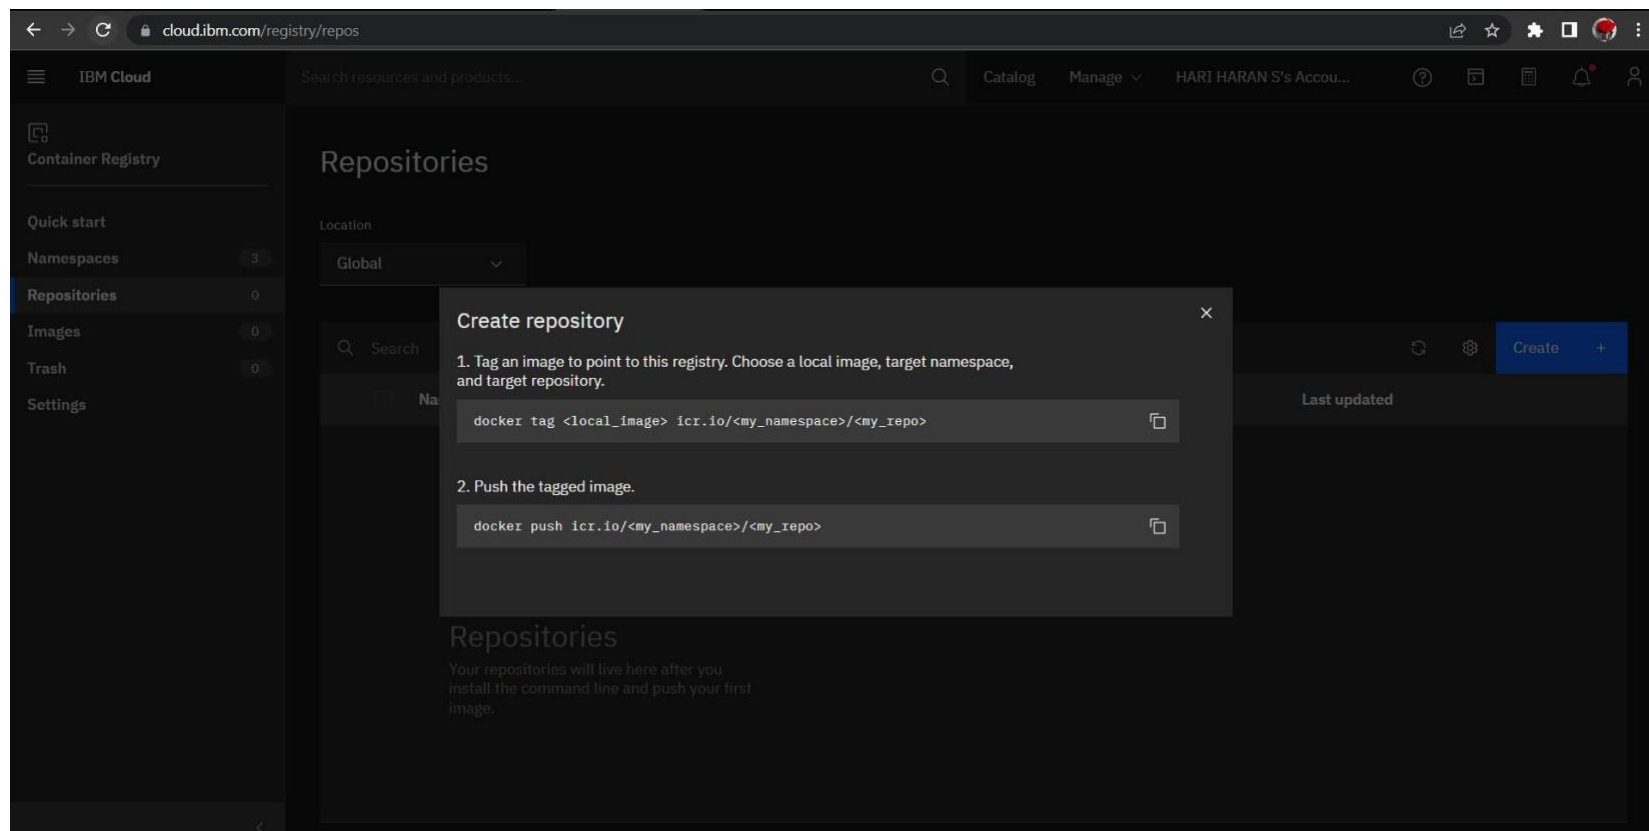 cloud.ibm.com/registry/repos
IBM Cloud
Search resources and products...
Catalog
Manage
HARI HARAN S's Accou...
Container Registry
Quick start
Namespaces 3
Repositories 0
Images 0
Trash 0
Settings
Repositories
Location
Global
Search
Create +
Na
Last updated
Create repository
1. Tag an image to point to this registry. Choose a local image, target namespace,
and target repository.
docker tag <local_image> icr.io/<my_namespace>/<my_repo>
2. Push the tagged image.
docker push icr.io/<my_namespace>/<my_repo>
Repositories
Your repositories will live here after you
install the command line and push your first
image.